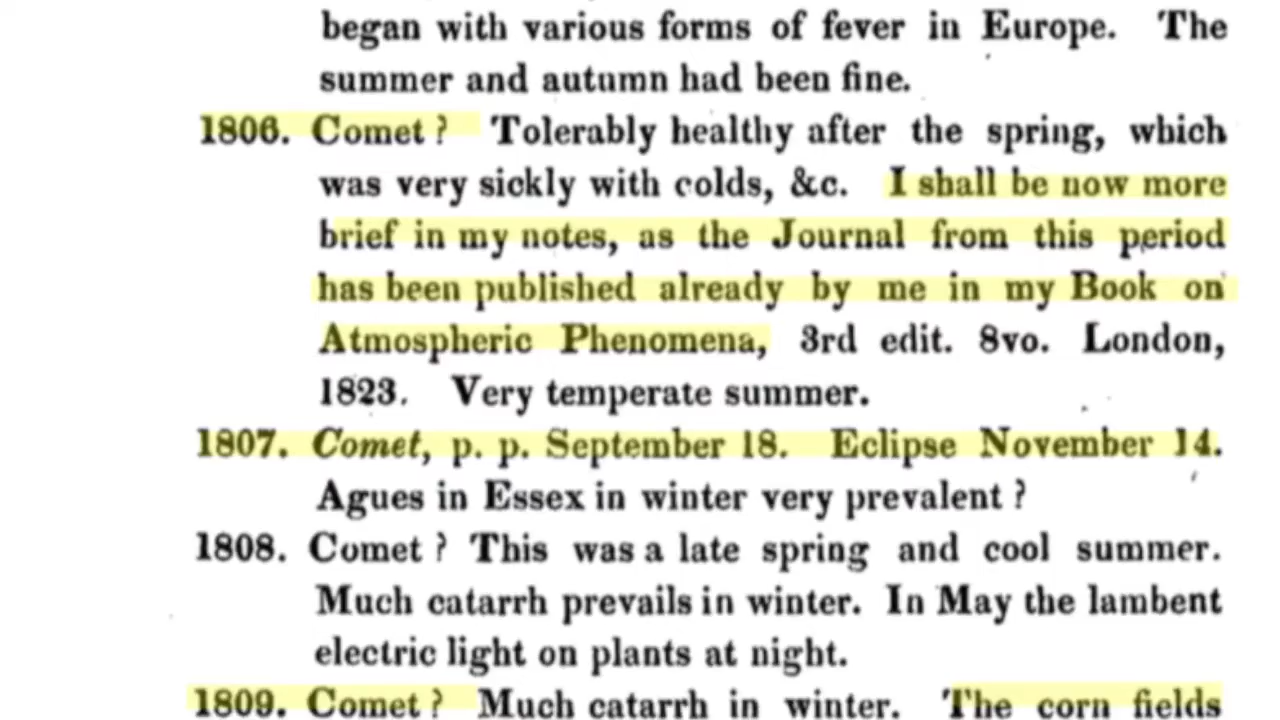 began with various forms of fever in Europe. The
summer and autumn had been fine.
1806. Comet? Tolerably healthy after the spring, which
was very sickly with colds, &c. I shall be now more
brief in my notes, as the Journal from this period
has been published already by me in my Book on
Atmospheric Phenomena, 3rd edit. 8vo. London,
1823. Very temperate summer.
1807. Comet, p. p. September 18. Eclipse November 14.
Agues in Essex in winter very prevalent?
1808. Comet? This was a late spring and cool summer.
Much catarrh prevails in winter. In May the lambent
electric light on plants at night.
1809. Comet? Much catarrh in winter. The corn fields